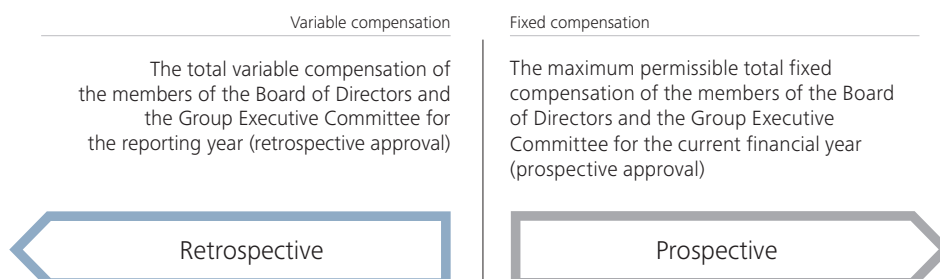 Variable compensation
The total variable compensation of
the members of the Board of Directors and
the Group Executive Committee for
the reporting year (retrospective approval)
Retrospective
Fixed compensation
The maximum permissible total fixed
compensation of the members of the Board
of Directors and the Group Executive
Committee for the current financial year
(prospective approval)
Prospective